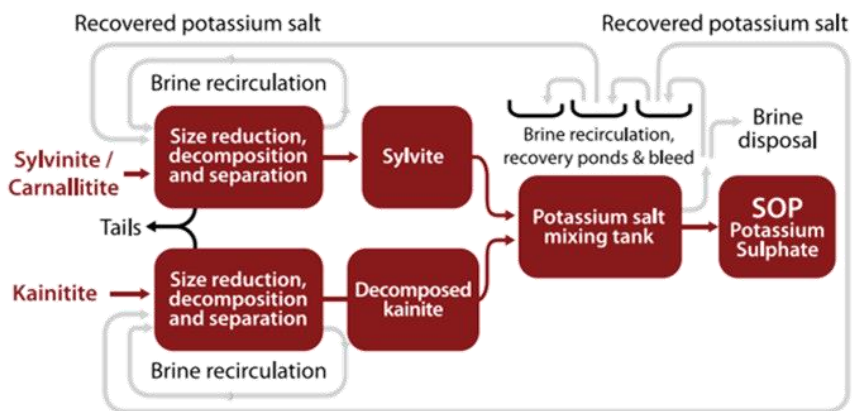 Recovered potassium salt
Recovered potassium salt
Brine recirculation
Size reduction,
decomposition
and separation
Sylvite
Brine recirculation,
recovery ponds & bleed
Brine
disposal
Sylvinite /
Carnallitite
Potassium salt
mixing tank
SOP
Potassium
Sulphate
Tails
Kainitite
Size reduction,
decomposition
and separation
Decomposed
kainite
Brine recirculation